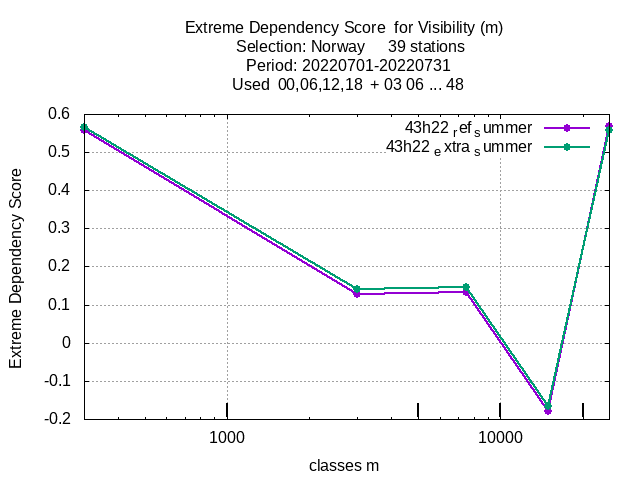 Extreme Dependency Score  for Visibility (m)
Selection: Norway     39 stations
Period: 20220701-20220731
Used  00,06,12,18  + 03 06 ... 48
43h22 ref summer
43h22 extra summer
Extreme Dependency Score
0.6
0.5
0.4
0.3
0.2
0.1
0
-0.1
-0.2
1000
10000
classes m